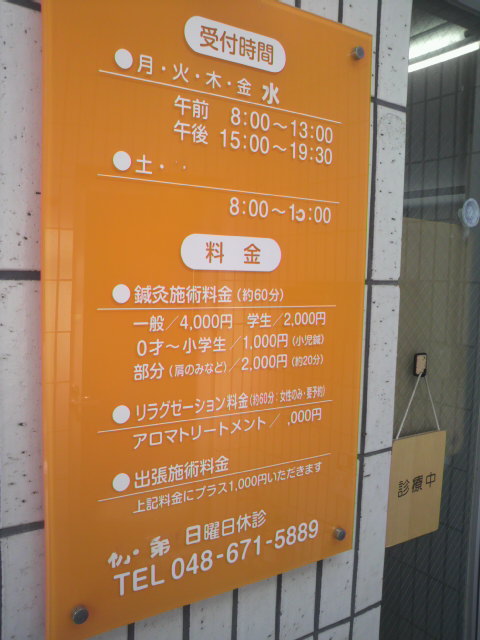 受付時間
●月・火・木・金 水
午前 8:00〜13:00
午後 15:00〜19:30
●土・
8:00〜1 :00
料金
●鍼灸施術料金(約60分)
一般／4,000円 学生／2,000円
0才〜小学生／1,000円(小児鍼)
部分(肩のみなど)／2,000円(約20分)
●リラグゼーション料金(約60分:女性のみ・要予約)
アロマトリートメント／ ,000円
●出張施術料金
上記料金にプラス1,000円いただきます
日曜日休診
TEL 048-671-5889
診療中